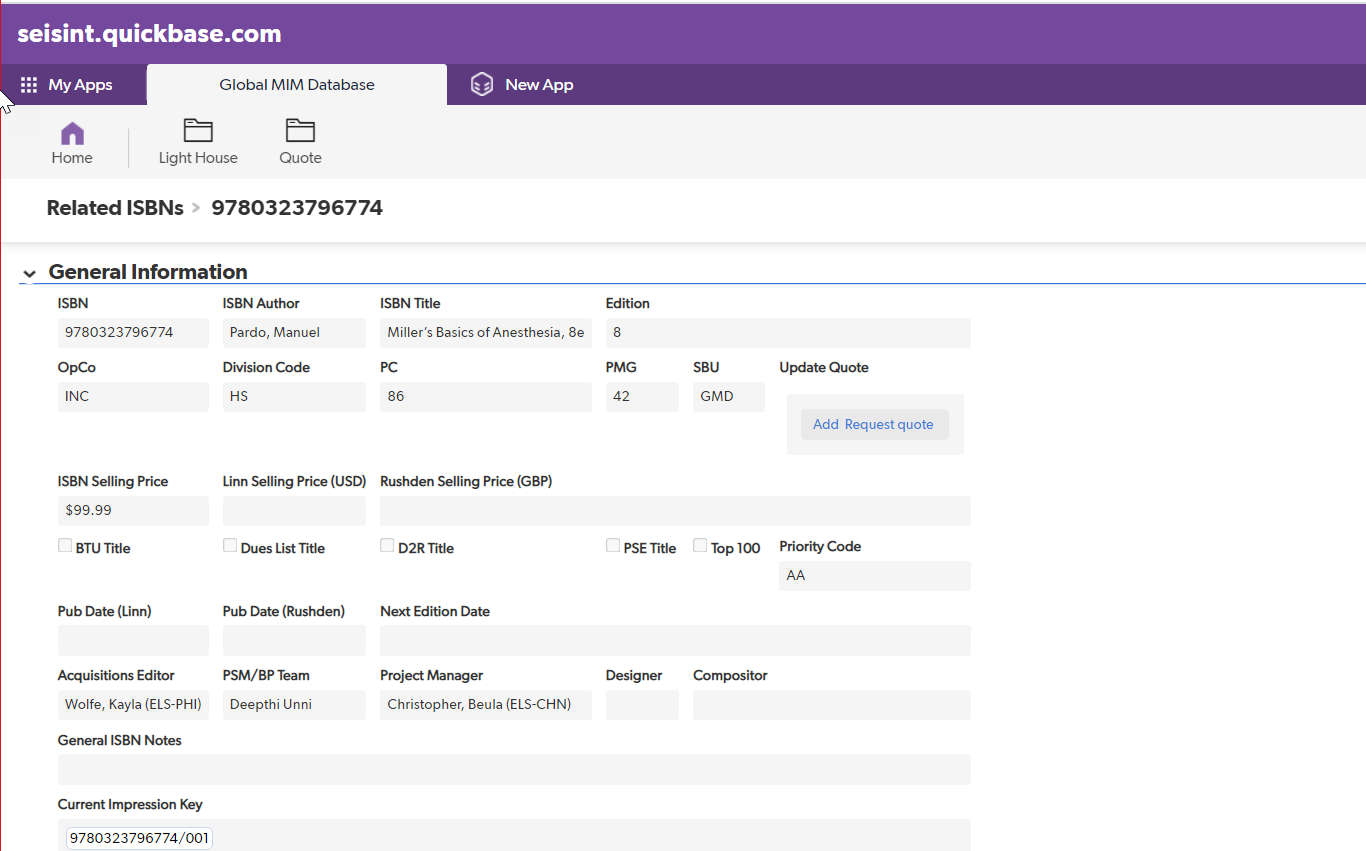 seisint.quickbase.com
My Apps Global MIM Database New App
Home Light House Quote
Related ISBNs > 9780323796774
General Information
ISBN ISBN Author ISBN Title Edition
9780323796774 Pardo, Manuel Miller's Basics of Anesthesia, 8e 8
OpCo Division Code PC PMG SBU Update Quote
INC HS 86 42 GMD
Add Request quote
ISBN Selling Price Linn Selling Price (USD) Rushden Selling Price (GBP)
$99.99
BTU Title Dues List Title D2R Title PSE Title Top 100 Priority Code
AA
Pub Date (Linn) Pub Date (Rushden) Next Edition Date
Acquisitions Editor PSM/BP Team Project Manager Designer Compositor
Wolfe, Kayla (ELS-PHI) Deepthi Unni Christopher, Beula (ELS-CHN)
General ISBN Notes
Current Impression Key
9780323796774/001